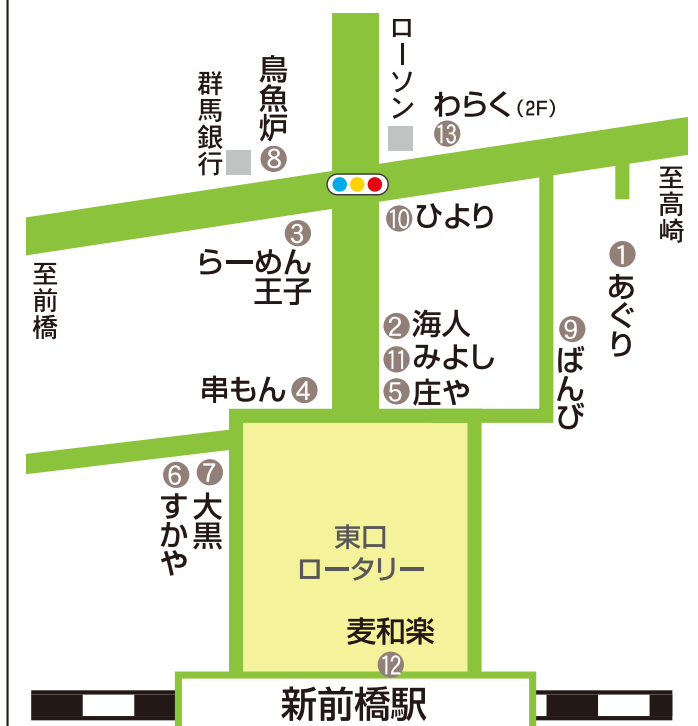 ローソン
鳥魚炉
⑧
群馬銀行
わらく(2F)
⑬
至高崎
⑩ひより
③
らーめん
王子
至前橋
①
あぐり
②海人
⑪みよし
⑤庄や
⑨
ばんび
串もん④
⑦
大黒
⑥
すかや
東口
ロータリー
麦和楽
⑫
新前橋駅